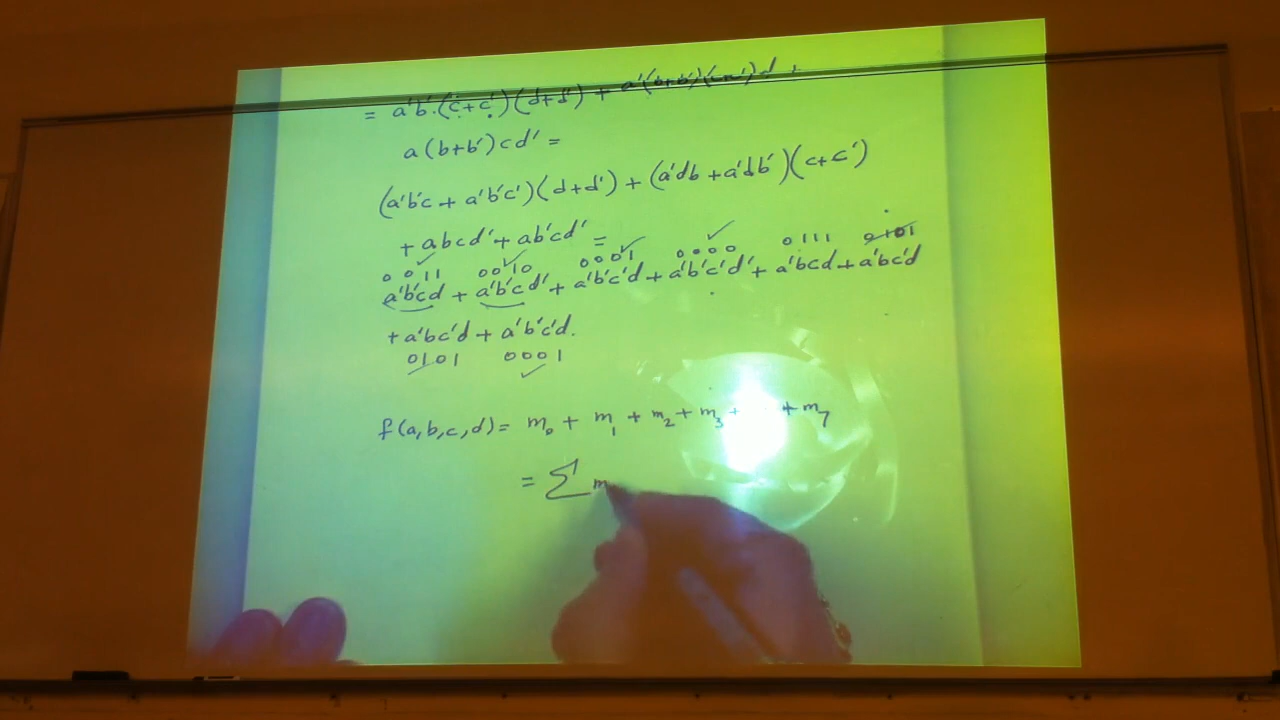 = a'b'.(c+c')(d+d') + a'(b+b')(c+c')d +
a(b+b')cd' =
(a'b'c + a'b'c')(d+d') + (a'db + a'db')(c+c')
+ abcd' + ab'cd' =
0011 0010 0001 0000 0111 0101
a'b'cd + a'b'cd' + a'b'c'd + a'b'c'd' + a'bcd + a'bc'd
+ a'bc'd + a'b'c'd.
0101 0001
f(a,b,c,d) = m₀ + m₁ + m₂ + m₃ + + m₇
= Σ m